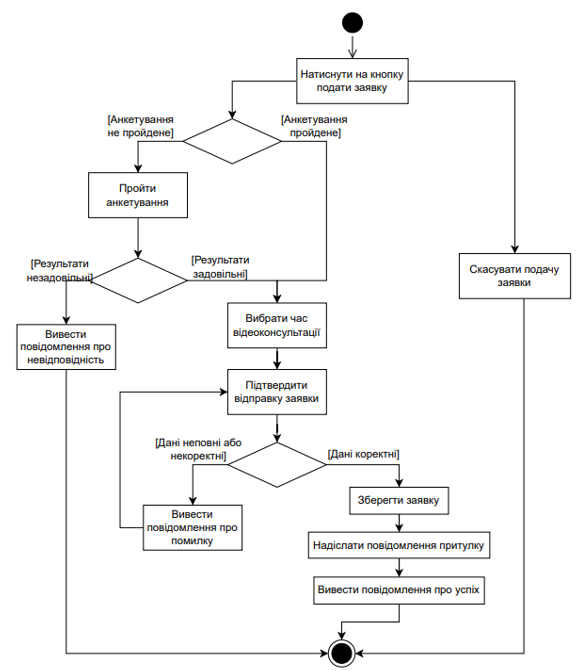 Натиснути на кнопку
подати заявку
[Анкетування
не пройдене]
[Анкетування
пройдене]
Пройти
анкетування
[Результати
незадовільні]
[Результати
задовільні]
Скасувати подачу
заявки
Вибрати час
відеоконсультації
Вивести
повідомлення про
невідповідність
Підтвердити
відправку заявки
[Дані неповні або
некоректні]
[Дані коректні]
Зберегти заявку
Вивести
повідомлення про
помилку
Надіслати повідомлення притулку
Вивести повідомлення про успіх